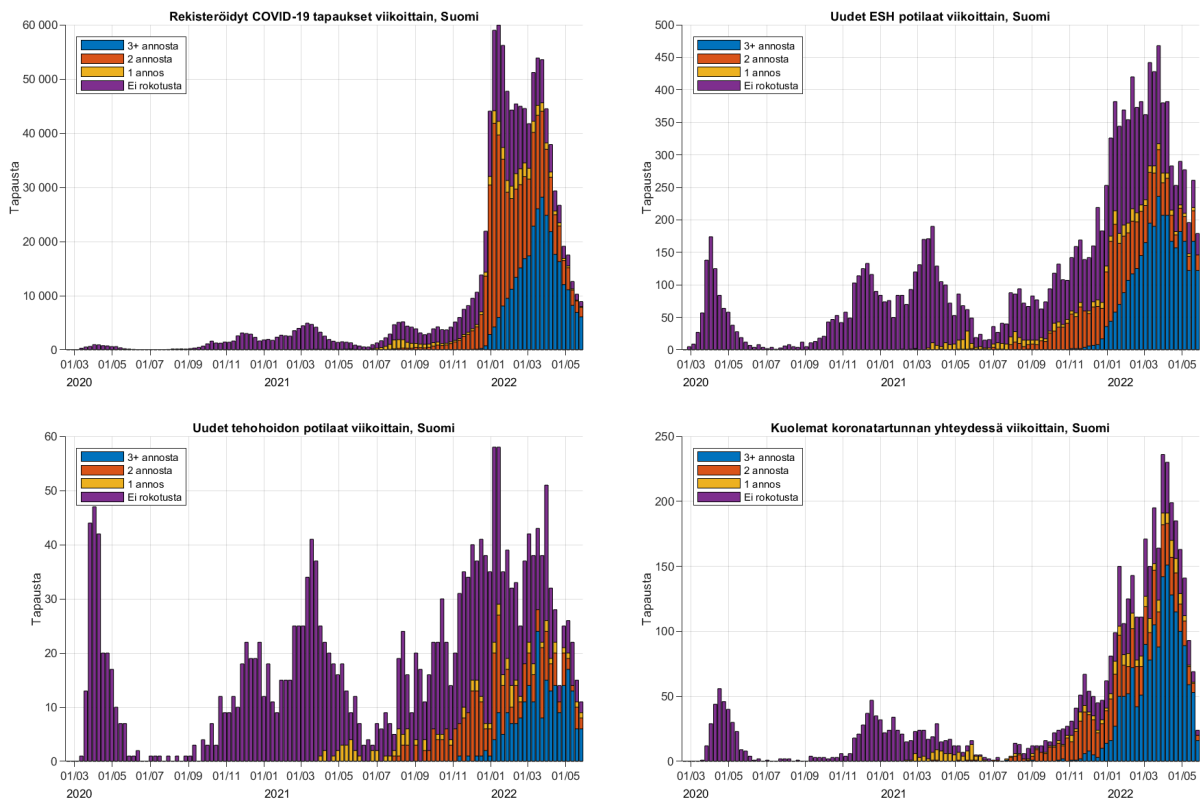 Rekisteröidyt COVID-19 tapaukset viikoittain, Suomi
60 000
50 000
40 000
30 000
20 000
10 000
0
Tapausta
3+ annosta
2 annosta
1 annos
Ei rokotusta
01/03 01/05 01/07 01/09 01/11 01/01 01/03 01/05 01/07 01/09 01/11 01/01 01/03 01/05
2020 2021 2022
Uudet ESH potilaat viikoittain, Suomi
500
450
400
350
300
250
200
150
100
50
0
Tapausta
3+ annosta
2 annosta
1 annos
Ei rokotusta
01/03 01/05 01/07 01/09 01/11 01/01 01/03 01/05 01/07 01/09 01/11 01/01 01/03 01/05
2020 2021 2022
Uudet tehohoidon potilaat viikoittain, Suomi
60
50
40
30
20
10
0
Tapausta
3+ annosta
2 annosta
1 annos
Ei rokotusta
01/03 01/05 01/07 01/09 01/11 01/01 01/03 01/05 01/07 01/09 01/11 01/01 01/03 01/05
2020 2021 2022
Kuolemat koronatartunnan yhteydessä viikoittain, Suomi
250
200
150
100
50
0
Tapausta
3+ annosta
2 annosta
1 annos
Ei rokotusta
01/03 01/05 01/07 01/09 01/11 01/01 01/03 01/05 01/07 01/09 01/11 01/01 01/03 01/05
2020 2021 2022